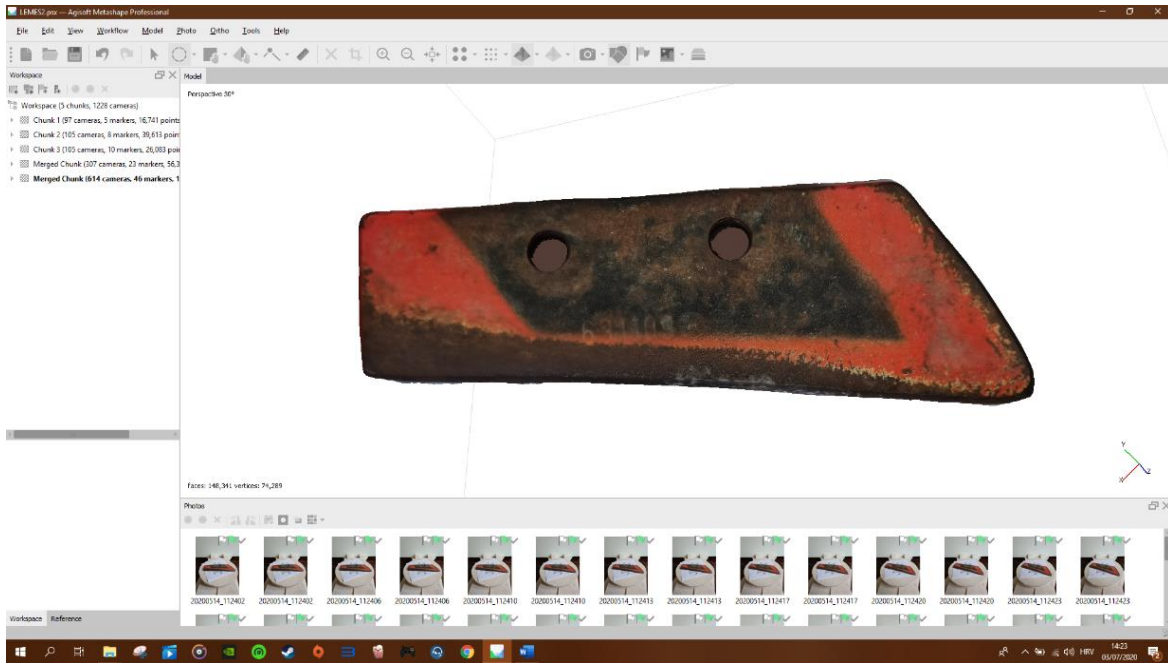 LEMES2.psx — Agisoft Metashape Professional
File Edit View Workflow Model Photo Ortho Tools Help
Workspace
Workspace (5 chunks, 1228 cameras)
Chunk 1 (97 cameras, 5 markers, 16,741 points
Chunk 2 (105 cameras, 8 markers, 39,613 poin
Chunk 3 (105 cameras, 10 markers, 26,083 poi
Merged Chunk (307 cameras, 23 markers, 56,3
Merged Chunk (614 cameras, 46 markers, 1
Model
Perspective 30°
Y
X
Z
faces: 148,341 vertices: 74,289
Photos
20200514_112402 20200514_112402 20200514_112406 20200514_112406 20200514_112410 20200514_112410 20200514_112413 20200514_112413 20200514_112417 20200514_112417 20200514_112420 20200514_112420 20200514_112423 20200514_112423
Workspace Reference
HRV
14:23
03/07/2020